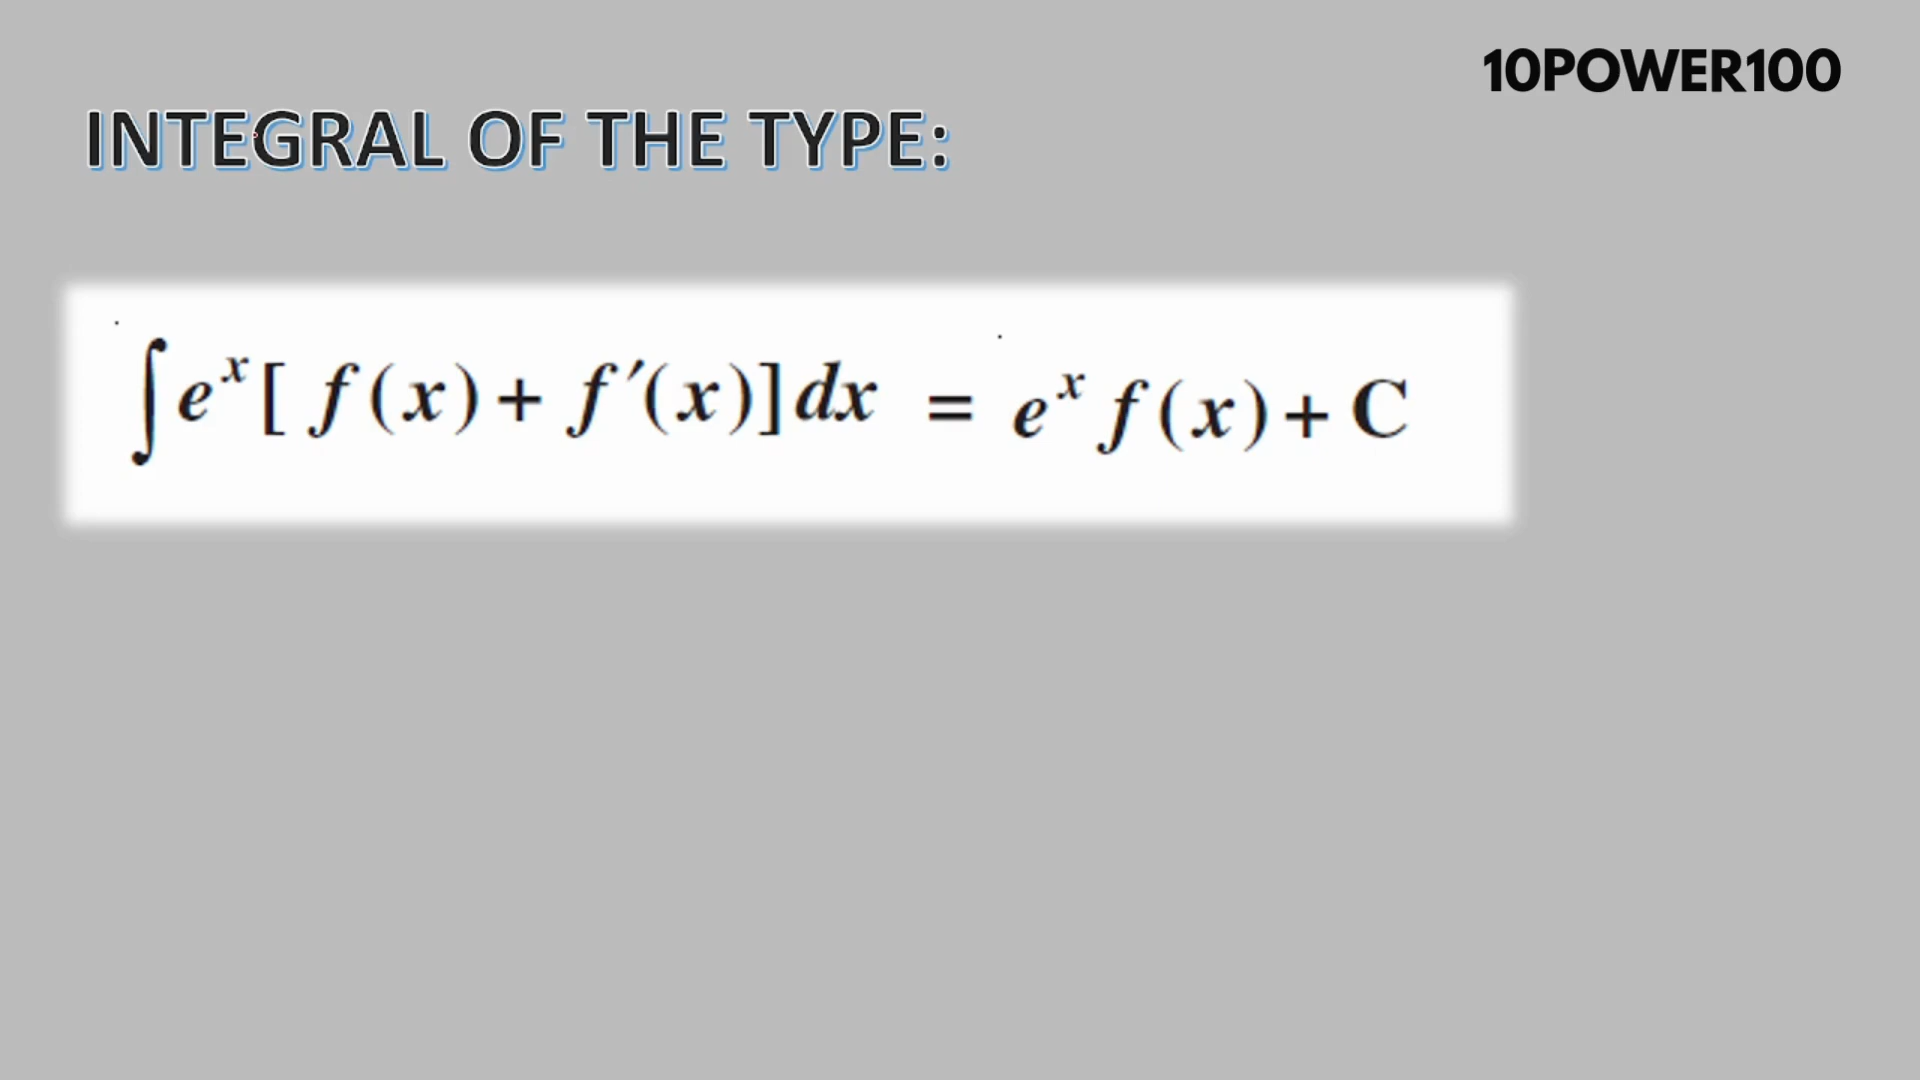 10POWER100
INTEGRAL OF THE TYPE:
∫eˣ[ f(x) + f′(x)]dx = eˣ f(x) + C